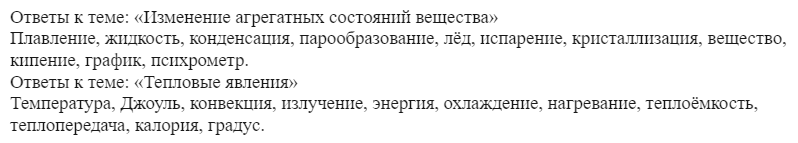 Ответы к теме: «Изменение агрегатных состояний вещества»
Плавление, жидкость, конденсация, парообразование, лёд, испарение, кристаллизация, вещество,
кипение, график, психрометр.
Ответы к теме: «Тепловые явления»
Температура, Джоуль, конвекция, излучение, энергия, охлаждение, нагревание, теплоёмкость,
теплопередача, калория, градус.